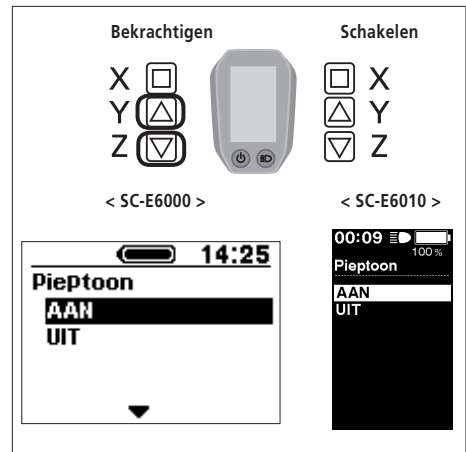 Bekrachtigen Schakelen
X X
Y Y
Z Z
< SC-E6000 > < SC-E6010 >
14:25
Pieptoon
AAN
UIT
00:09
100 %
Pieptoon
AAN
UIT